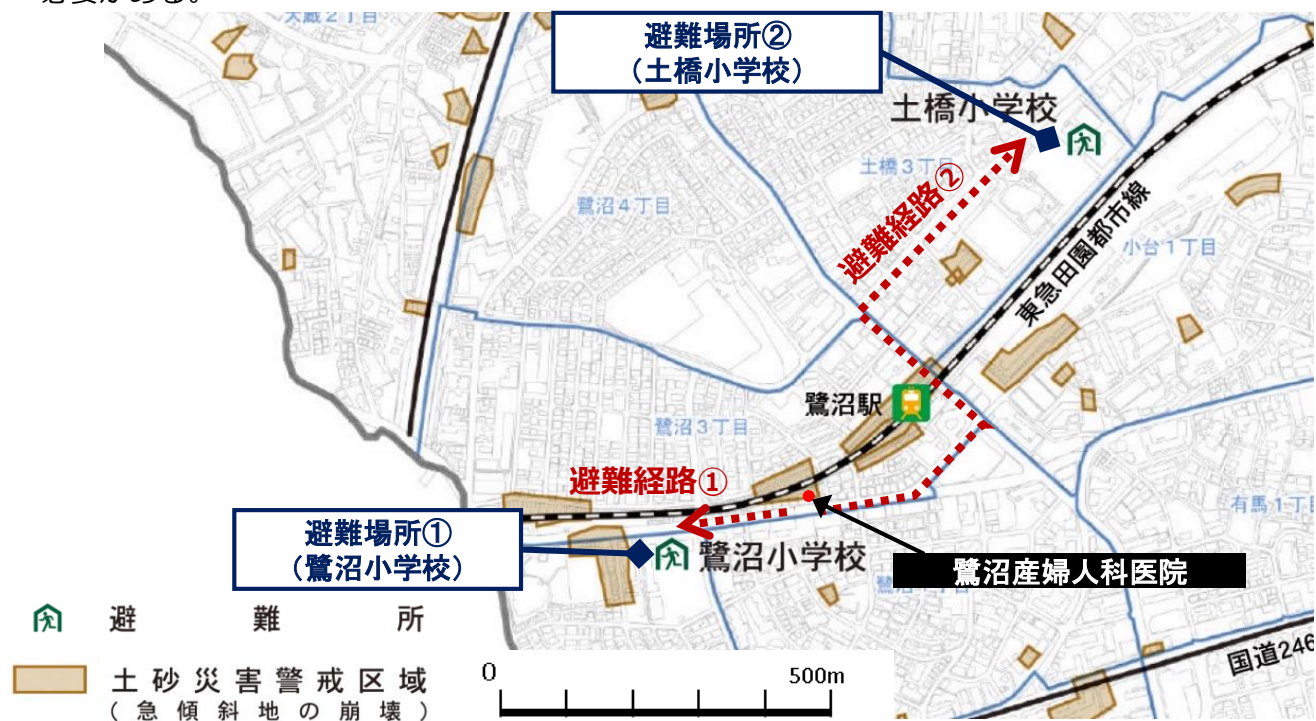 必要がある。
天蔵2丁目
避難場所②
(土橋小学校)
土橋小学校
土橋3丁目
避難経路②
鷺沼4丁目
東急田園都市線
小台1丁目
鷺沼駅
鷺沼3丁目
避難経路①
有馬1丁目
避難場所①
(鷺沼小学校)
鷺沼小学校
鷺沼産婦人科医院
避難所
土砂災害警戒区域
(急傾斜地の崩壊)
0
500m
国道246